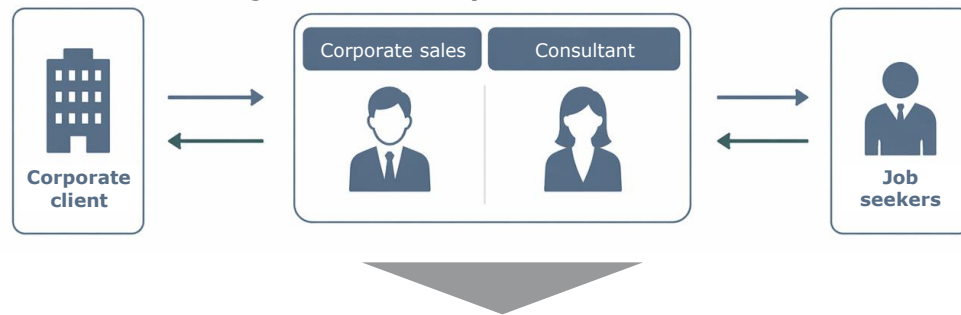 Corporate sales
Consultant
Corporate
client
Job
seekers